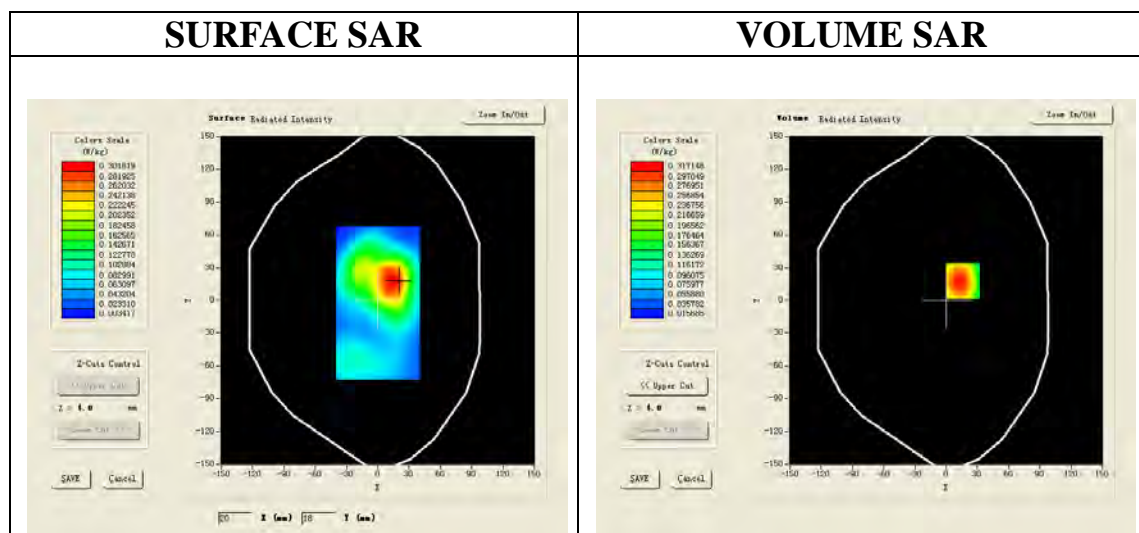 SURFACE SAR
VOLUME SAR
Surface Radiated Intensity
Zoom In/Out
Colors Scale
(W/kg)
0.301819
0.281925
0.262032
0.242138
0.222245
0.202352
0.182458
0.162565
0.142671
0.122778
0.102884
0.082991
0.063097
0.043204
0.023310
0.003417
150
120
90
60
30
0
-30
-60
-90
-120
-150
-150 -120 -90 -60 -30 0 30 60 90 120 150
Z-Cuts Control
<< Upper Cut
Z = 4.0 mm
SAVE Cancel
20 X (mm) 18 Y (mm)
Volume Radiated Intensity
Zoom In/Out
Colors Scale
(W/kg)
0.317148
0.297049
0.276951
0.256854
0.236756
0.216659
0.196562
0.176464
0.156367
0.136269
0.116172
0.096075
0.075977
0.055880
0.035782
0.015685
150
120
90
60
30
0
-30
-60
-90
-120
-150
-150 -120 -90 -60 -30 0 30 60 90 120 150
Z-Cuts Control
<< Upper Cut
Z = 4.0 mm
SAVE Cancel